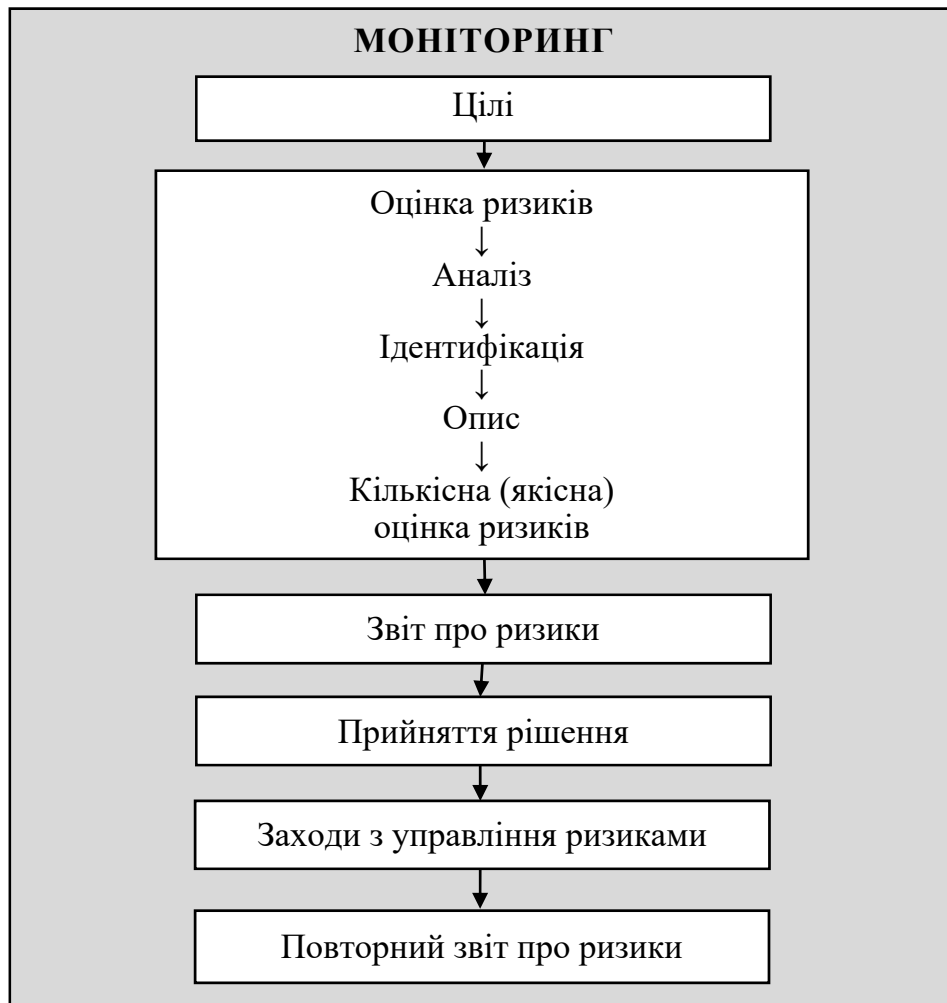 МОНІТОРИНГ
Цілі
Оцінка ризиків
↓
Аналіз
↓
Ідентифікація
↓
Опис
↓
Кількісна (якісна)
оцінка ризиків
Звіт про ризики
Прийняття рішення
Заходи з управління ризиками
Повторний звіт про ризики